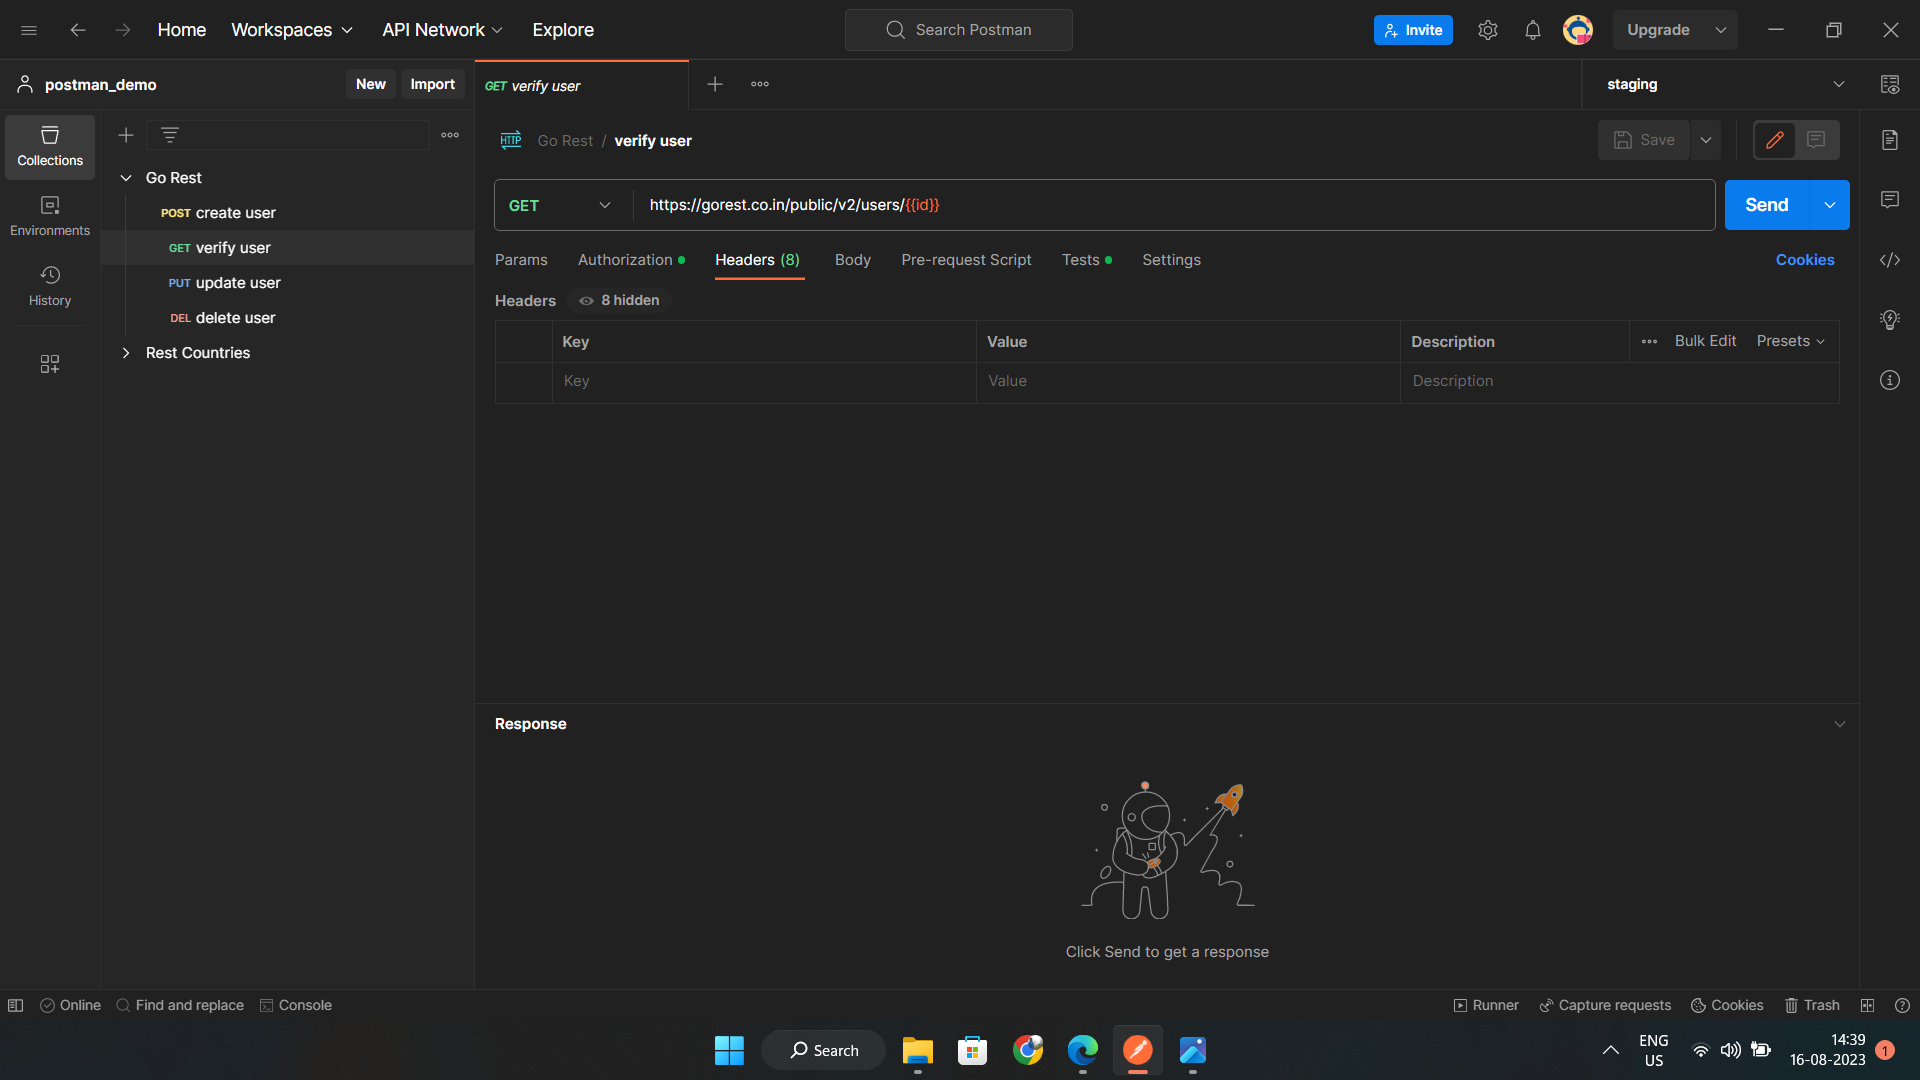 Home Workspaces API Network Explore Search Postman Invite Upgrade
postman_demo New Import GET verify user staging
Collections
Environments
History
Go Rest
POST create user
GET verify user
PUT update user
DEL delete user
Rest Countries
HTTP Go Rest / verify user Save
GET https://gorest.co.in/public/v2/users/{{id}} Send
Params Authorization Headers (8) Body Pre-request Script Tests Settings Cookies
Headers 8 hidden
Key Value Description Bulk Edit Presets
Key Value Description
Response
Click Send to get a response
Online Find and replace Console Runner Capture requests Cookies Trash
Search ENG US 14:39 16-08-2023 1